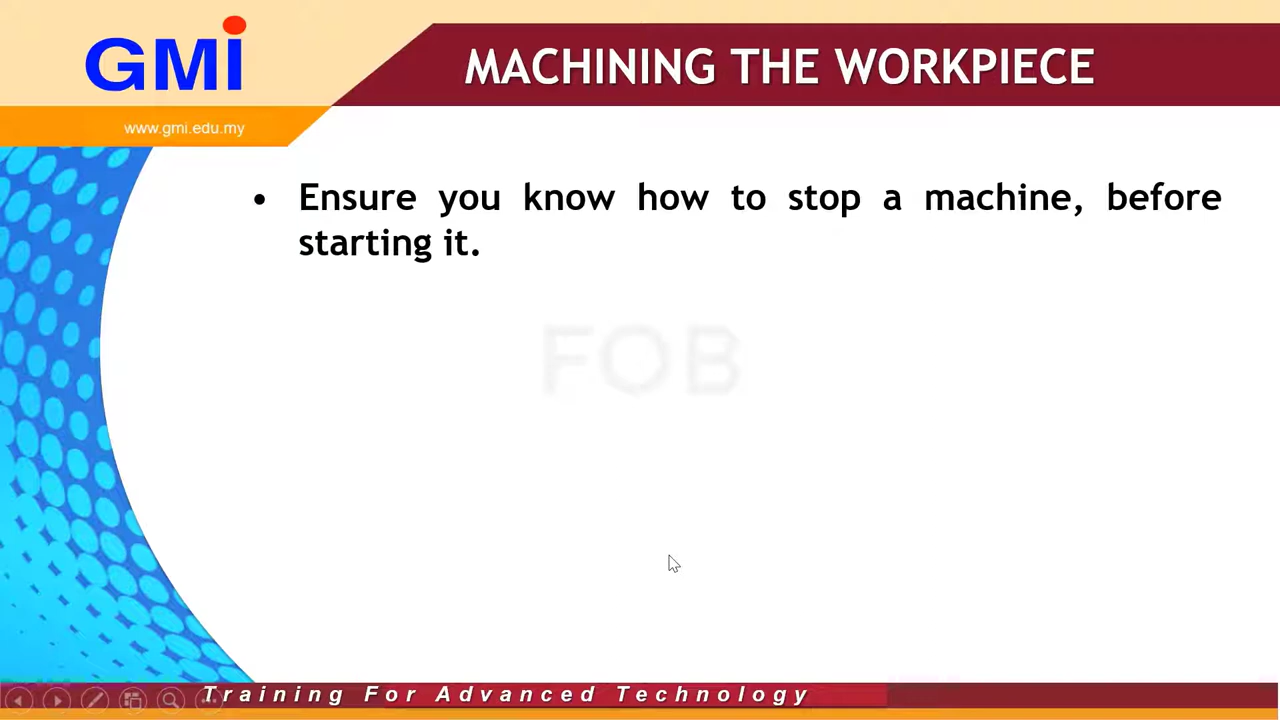 GMi
MACHINING THE WORKPIECE
www.gmi.edu.my
• Ensure you know how to stop a machine, before
starting it.
FOB
Training For Advanced Technology